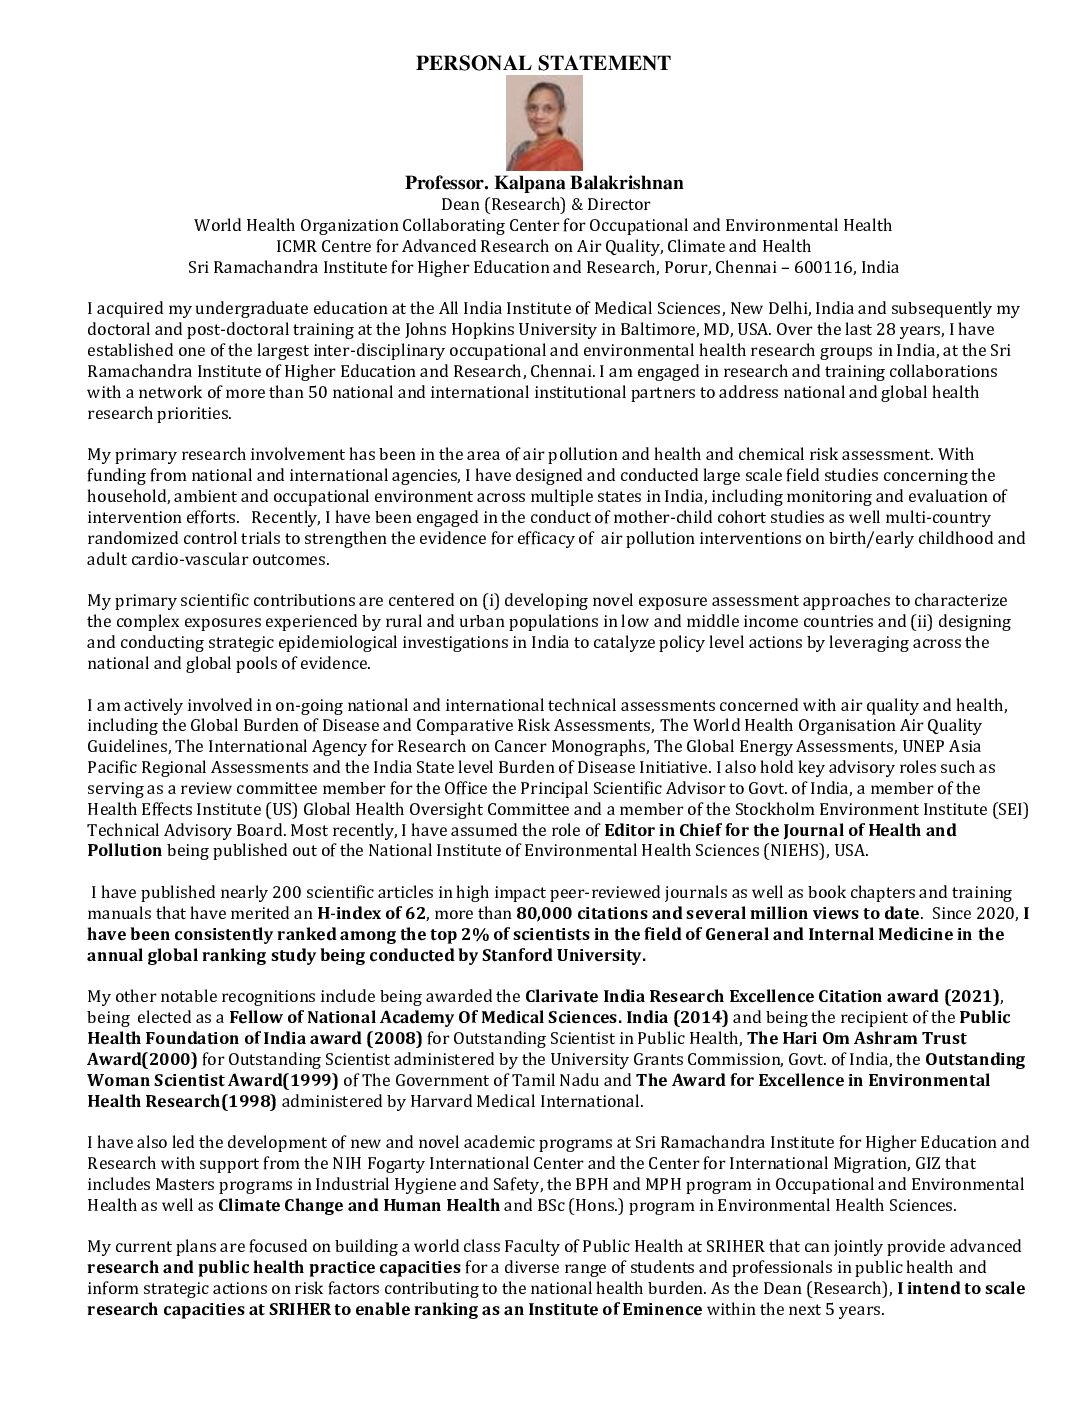 PERSONAL STATEMENT
Professor. Kalpana Balakrishnan
Dean (Research) & Director
World Health Organization Collaborating Center for Occupational and Environmental Health
ICMR Centre for Advanced Research on Air Quality, Climate and Health
Sri Ramachandra Institute for Higher Education and Research, Porur, Chennai – 600116, India
I acquired my undergraduate education at the All India Institute of Medical Sciences, New Delhi, India and subsequently my
doctoral and post-doctoral training at the Johns Hopkins University in Baltimore, MD, USA. Over the last 28 years, I have
established one of the largest inter-disciplinary occupational and environmental health research groups in India, at the Sri
Ramachandra Institute of Higher Education and Research, Chennai. I am engaged in research and training collaborations
with a network of more than 50 national and international institutional partners to address national and global health
research priorities.
My primary research involvement has been in the area of air pollution and health and chemical risk assessment. With
funding from national and international agencies, I have designed and conducted large scale field studies concerning the
household, ambient and occupational environment across multiple states in India, including monitoring and evaluation of
intervention efforts. Recently, I have been engaged in the conduct of mother-child cohort studies as well multi-country
randomized control trials to strengthen the evidence for efficacy of air pollution interventions on birth/early childhood and
adult cardio-vascular outcomes.
My primary scientific contributions are centered on (i) developing novel exposure assessment approaches to characterize
the complex exposures experienced by rural and urban populations in low and middle income countries and (ii) designing
and conducting strategic epidemiological investigations in India to catalyze policy level actions by leveraging across the
national and global pools of evidence.
I am actively involved in on-going national and international technical assessments concerned with air quality and health,
including the Global Burden of Disease and Comparative Risk Assessments, The World Health Organisation Air Quality
Guidelines, The International Agency for Research on Cancer Monographs, The Global Energy Assessments, UNEP Asia
Pacific Regional Assessments and the India State level Burden of Disease Initiative. I also hold key advisory roles such as
serving as a review committee member for the Office the Principal Scientific Advisor to Govt. of India, a member of the
Health Effects Institute (US) Global Health Oversight Committee and a member of the Stockholm Environment Institute (SEI)
Technical Advisory Board. Most recently, I have assumed the role of Editor in Chief for the Journal of Health and
Pollution being published out of the National Institute of Environmental Health Sciences (NIEHS), USA.
I have published nearly 200 scientific articles in high impact peer-reviewed journals as well as book chapters and training
manuals that have merited an H-index of 62, more than 80,000 citations and several million views to date. Since 2020, I
have been consistently ranked among the top 2% of scientists in the field of General and Internal Medicine in the
annual global ranking study being conducted by Stanford University.
My other notable recognitions include being awarded the Clarivate India Research Excellence Citation award (2021),
being elected as a Fellow of National Academy Of Medical Sciences. India (2014) and being the recipient of the Public
Health Foundation of India award (2008) for Outstanding Scientist in Public Health, The Hari Om Ashram Trust
Award(2000) for Outstanding Scientist administered by the University Grants Commission, Govt. of India, the Outstanding
Woman Scientist Award(1999) of The Government of Tamil Nadu and The Award for Excellence in Environmental
Health Research(1998) administered by Harvard Medical International.
I have also led the development of new and novel academic programs at Sri Ramachandra Institute for Higher Education and
Research with support from the NIH Fogarty International Center and the Center for International Migration, GIZ that
includes Masters programs in Industrial Hygiene and Safety, the BPH and MPH program in Occupational and Environmental
Health as well as Climate Change and Human Health and BSc (Hons.) program in Environmental Health Sciences.
My current plans are focused on building a world class Faculty of Public Health at SRIHER that can jointly provide advanced
research and public health practice capacities for a diverse range of students and professionals in public health and
inform strategic actions on risk factors contributing to the national health burden. As the Dean (Research), I intend to scale
research capacities at SRIHER to enable ranking as an Institute of Eminence within the next 5 years.